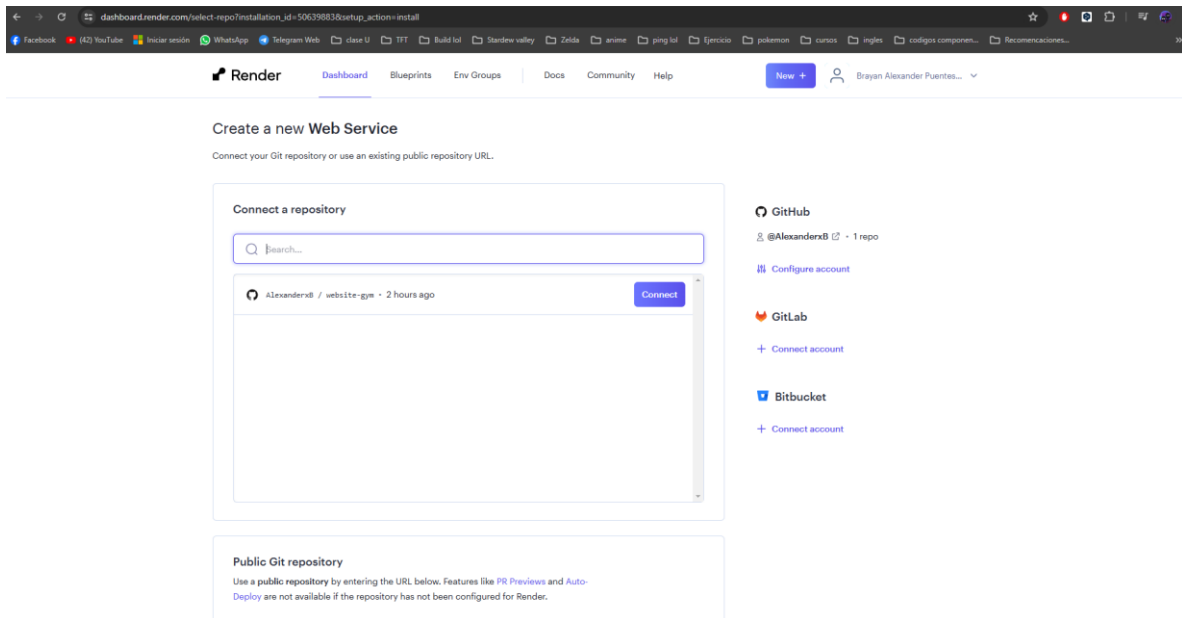 dashboard.render.com/select-repo?installation_id=50639883&setup_action=install
Facebook (42) YouTube Iniciar sesión WhatsApp Telegram Web clase U TFT Build lol Stardew valley Zelda anime ping lol Ejercicio pokemon cursos ingles codigos componen... Recomencaciones...
Render Dashboard Blueprints Env Groups Docs Community Help New + Brayan Alexander Puentes...
Create a new Web Service
Connect your Git repository or use an existing public repository URL.
Connect a repository
Search...
AlexanderxB / website-gym • 2 hours ago Connect
GitHub
@AlexanderxB • 1 repo
Configure account
GitLab
+ Connect account
Bitbucket
+ Connect account
Public Git repository
Use a public repository by entering the URL below. Features like PR Previews and Auto-
Deploy are not available if the repository has not been configured for Render.